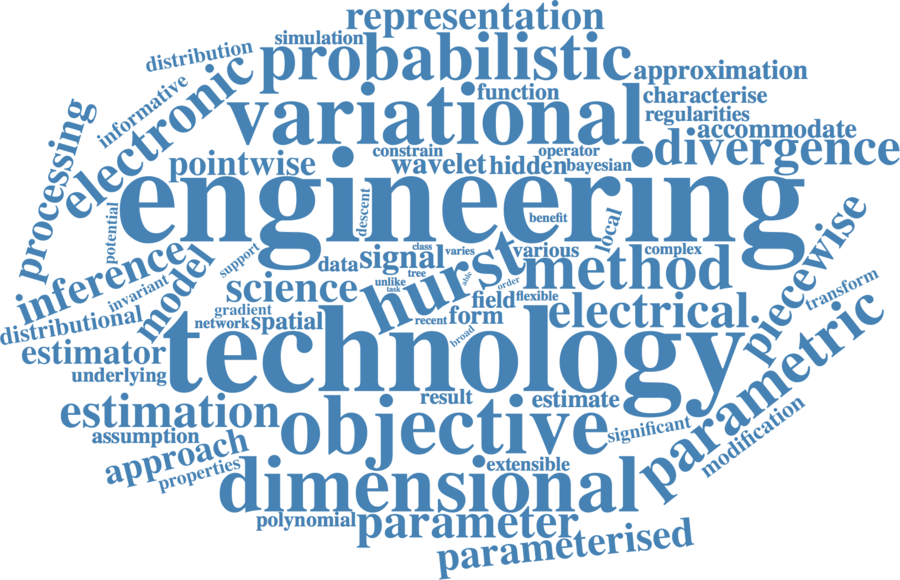 representation
simulation
distribution
probabilistic
approximation
informative
electronic
variational
function
characterise
regularities
accommodate
processing
constrain
operator
divergence
pointwise
wavelet
hidden
bayesian
engineering
potential
descent
benefit
local
piecewise
inference
model
support
class
varies
various
complex
data
signal
tree
able
method
unlike
task
order
science
hurst
field
flexible
transform
invariant
gradient
distributional
network
spatial
recent
form
electrical.
broad
estimator
technology
parametric
underlying
result
estimate
estimation
objective
significant
modification
assumption
approach
extensible
properties
dimensional
polynomial
parameter
parameterised